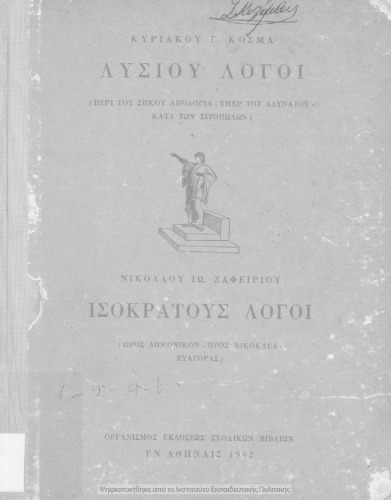 ΚΥΡΙΑΚΟΥ Γ. ΚΟΣΜΑ
ΛΥΣΙΟΥ ΛΟΓΟΙ
(ΠΕΡΙ ΤΟΥ ΣΗΚΟΥ ΑΠΟΛΟΓΙΑ - ΥΠΕΡ ΤΟΥ ΑΔΥΝΑΤΟΥ -
ΚΑΤΑ ΤΩΝ ΣΙΤΟΠΩΛΩΝ)
ΝΙΚΟΛΑΟΥ ΙΩ. ΖΑΦΕΙΡΙΟΥ
ΙΣΟΚΡΑΤΟΥΣ ΛΟΓΟΙ
(ΠΡΟΣ ΔΗΜΟΝΙΚΟΝ - ΠΡΟΣ ΝΙΚΟΚΛΕΑ -
ΕΥΑΓΟΡΑΣ)
ΟΡΓΑΝΙΣΜΟΣ ΕΚΔΟΣΕΩΣ ΣΧΟΛΙΚΩΝ ΒΙΒΛΙΩΝ
ΕΝ ΑΘΗΝΑΙΣ 1962
Ψηφιοποιήθηκε από το Ινστιτούτο Εκπαιδευτικής Πολιτικής